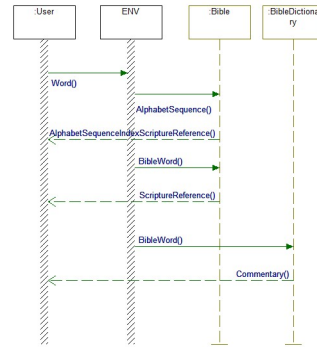 :User
ENV
:Bible
:BibleDictiona
ry
Word()
AlphabetSequence()
AlphabetSequenceIndexScriptureReference()
BibleWord()
ScriptureReference()
BibleWord()
Commentary()